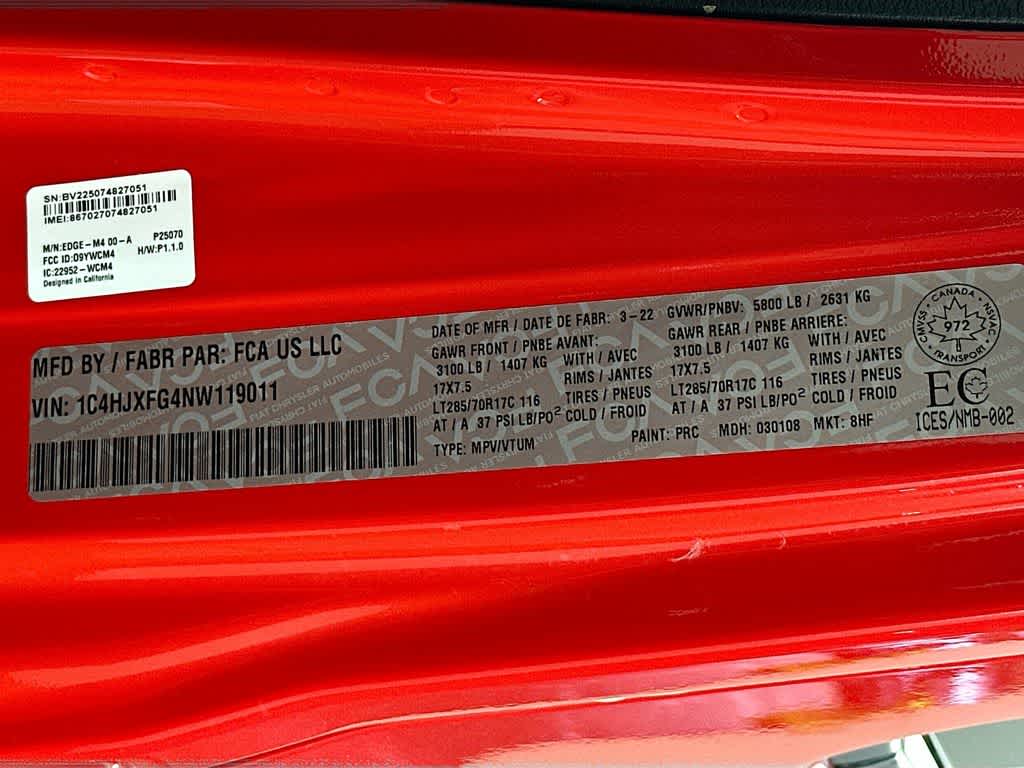 SN:BV225074827051
IMEI:867027074827051
M/N:EDGE-M4 00-A P25070
FCC ID:O9YWCM4 H/W:P1.1.0
IC:22952-WCM4
Designed in California
MFD BY / FABR PAR: FCA US LLC
VIN: 1C4HJXFG4NW119011
DATE OF MFR / DATE DE FABR: 3-22 GVWR/PNBV: 5800 LB / 2631 KG
GAWR FRONT / PNBE AVANT:
3100 LB / 1407 KG WITH / AVEC
17X7.5 RIMS / JANTES
LT285/70R17C 116 TIRES / PNEUS
AT / A 37 PSI LB/PO² COLD / FROID
TYPE: MPV/VTUM
GAWR REAR / PNBE ARRIERE:
3100 LB / 1407 KG WITH / AVEC
17X7.5 RIMS / JANTES
LT285/70R17C 116 TIRES / PNEUS
AT / A 37 PSI LB/PO² COLD / FROID
PAINT: PRC MDH: 030108 MKT: 8HF
CANADA
CMVSS 972 NSVAC
TRANSPORT
EC
ICES/NMB-002